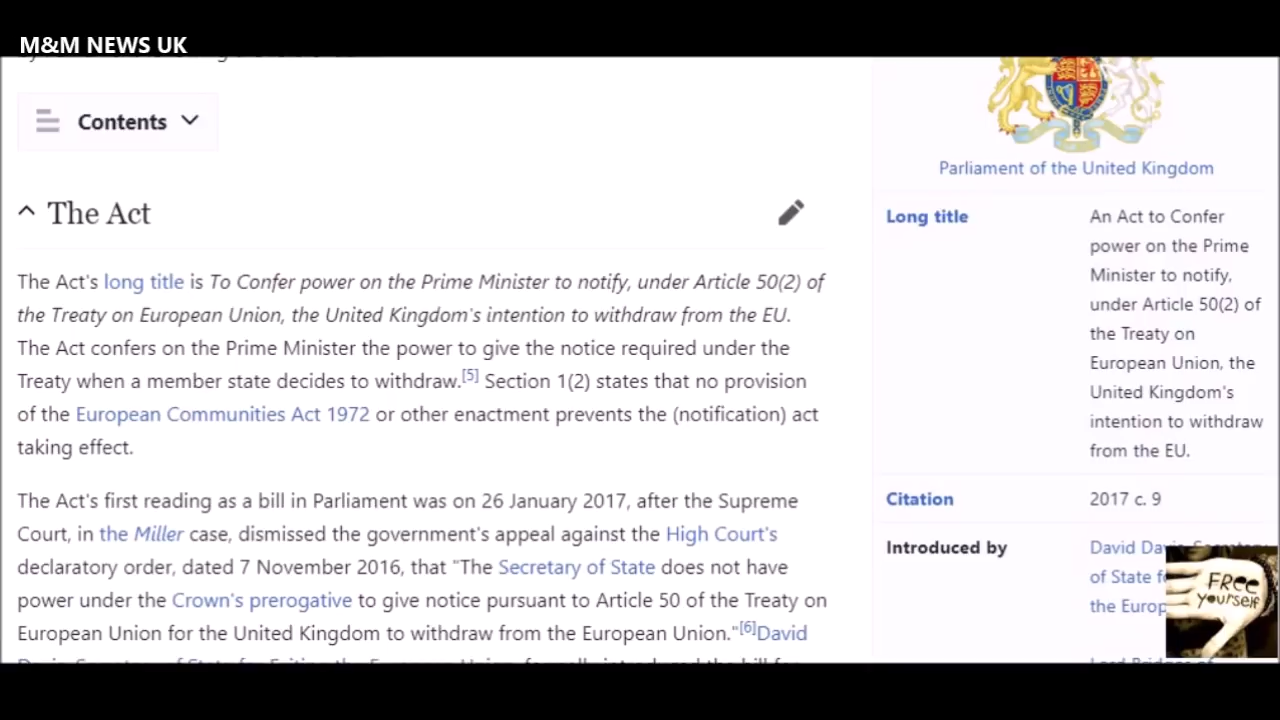 M&M NEWS UK
Contents
The Act
The Act's long title is To Confer power on the Prime Minister to notify, under Article 50(2) of
the Treaty on European Union, the United Kingdom's intention to withdraw from the EU.
The Act confers on the Prime Minister the power to give the notice required under the
Treaty when a member state decides to withdraw.[5] Section 1(2) states that no provision
of the European Communities Act 1972 or other enactment prevents the (notification) act
taking effect.
The Act's first reading as a bill in Parliament was on 26 January 2017, after the Supreme
Court, in the Miller case, dismissed the government's appeal against the High Court's
declaratory order, dated 7 November 2016, that "The Secretary of State does not have
power under the Crown's prerogative to give notice pursuant to Article 50 of the Treaty on
European Union for the United Kingdom to withdraw from the European Union."[6]David
Parliament of the United Kingdom
Long title
An Act to Confer
power on the Prime
Minister to notify,
under Article 50(2) of
the Treaty on
European Union, the
United Kingdom's
intention to withdraw
from the EU.
Citation
2017 c. 9
Introduced by
David
of State
the
FREE
yourself